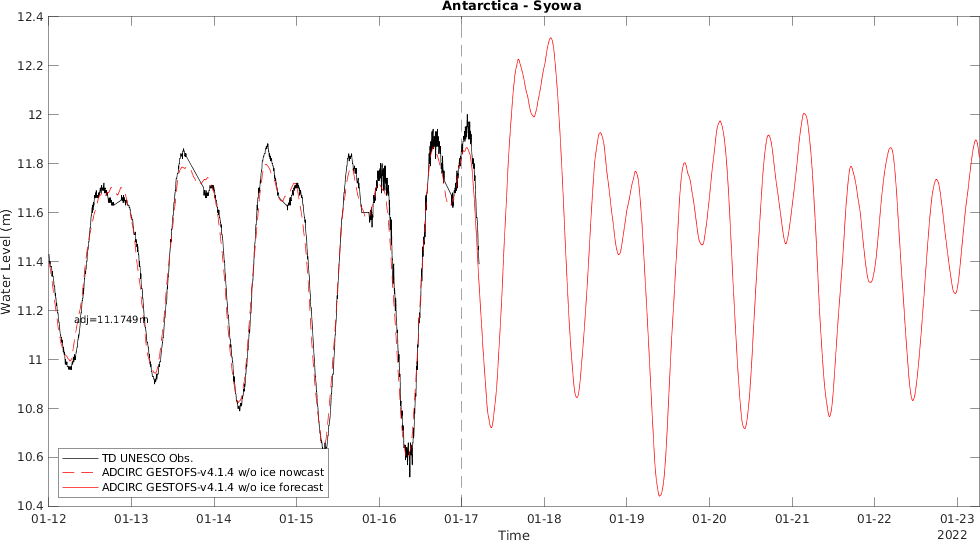 Antarctica - Syowa
12.4
12.2
12
11.8
11.6
11.4
11.2
11
10.8
10.6
10.4
Water Level (m)
adj=11.1749m
TD UNESCO Obs.
ADCIRC GESTOFS-v4.1.4 w/o ice nowcast
ADCIRC GESTOFS-v4.1.4 w/o ice forecast
01-12 01-13 01-14 01-15 01-16 01-17 01-18 01-19 01-20 01-21 01-22 01-23
Time
2022